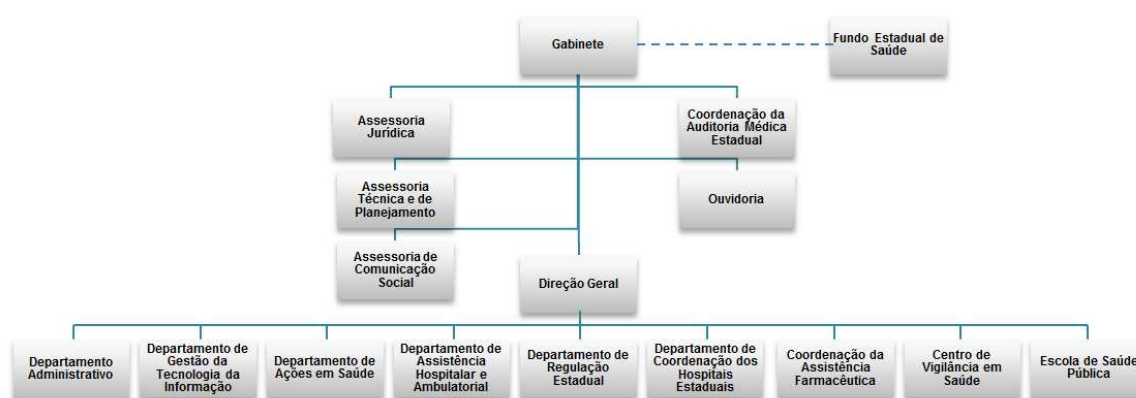 Gabinete
Fundo Estadual de
Saúde
Assessoria
Jurídica
Coordenação da
Auditoria Médica
Estadual
Assessoria
Técnica e de
Planejamento
Ouvidoria
Assessoria de
Comunicação
Social
Direção Geral
Departamento
Administrativo
Departamento de
Gestão da
Tecnologia da
Informação
Departamento de
Ações em Saúde
Departamento de
Assistência
Hospitalar e
Ambulatorial
Departamento de
Regulação
Estadual
Departamento de
Coordenação dos
Hospitais
Estaduais
Coordenação da
Assistência
Farmacêutica
Centro de
Vigilância em
Saúde
Escola de Saúde
Pública